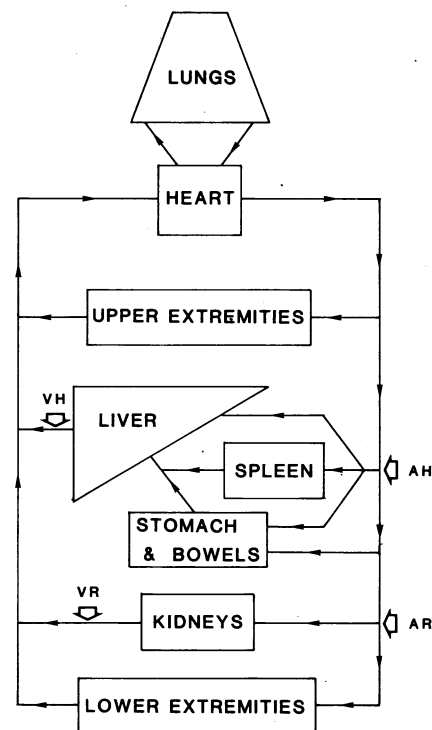 LUNGS
HEART
UPPER EXTREMITIES
VH
LIVER
SPLEEN
AH
STOMACH
& BOWELS
VR
KIDNEYS
AR
LOWER EXTREMITIES